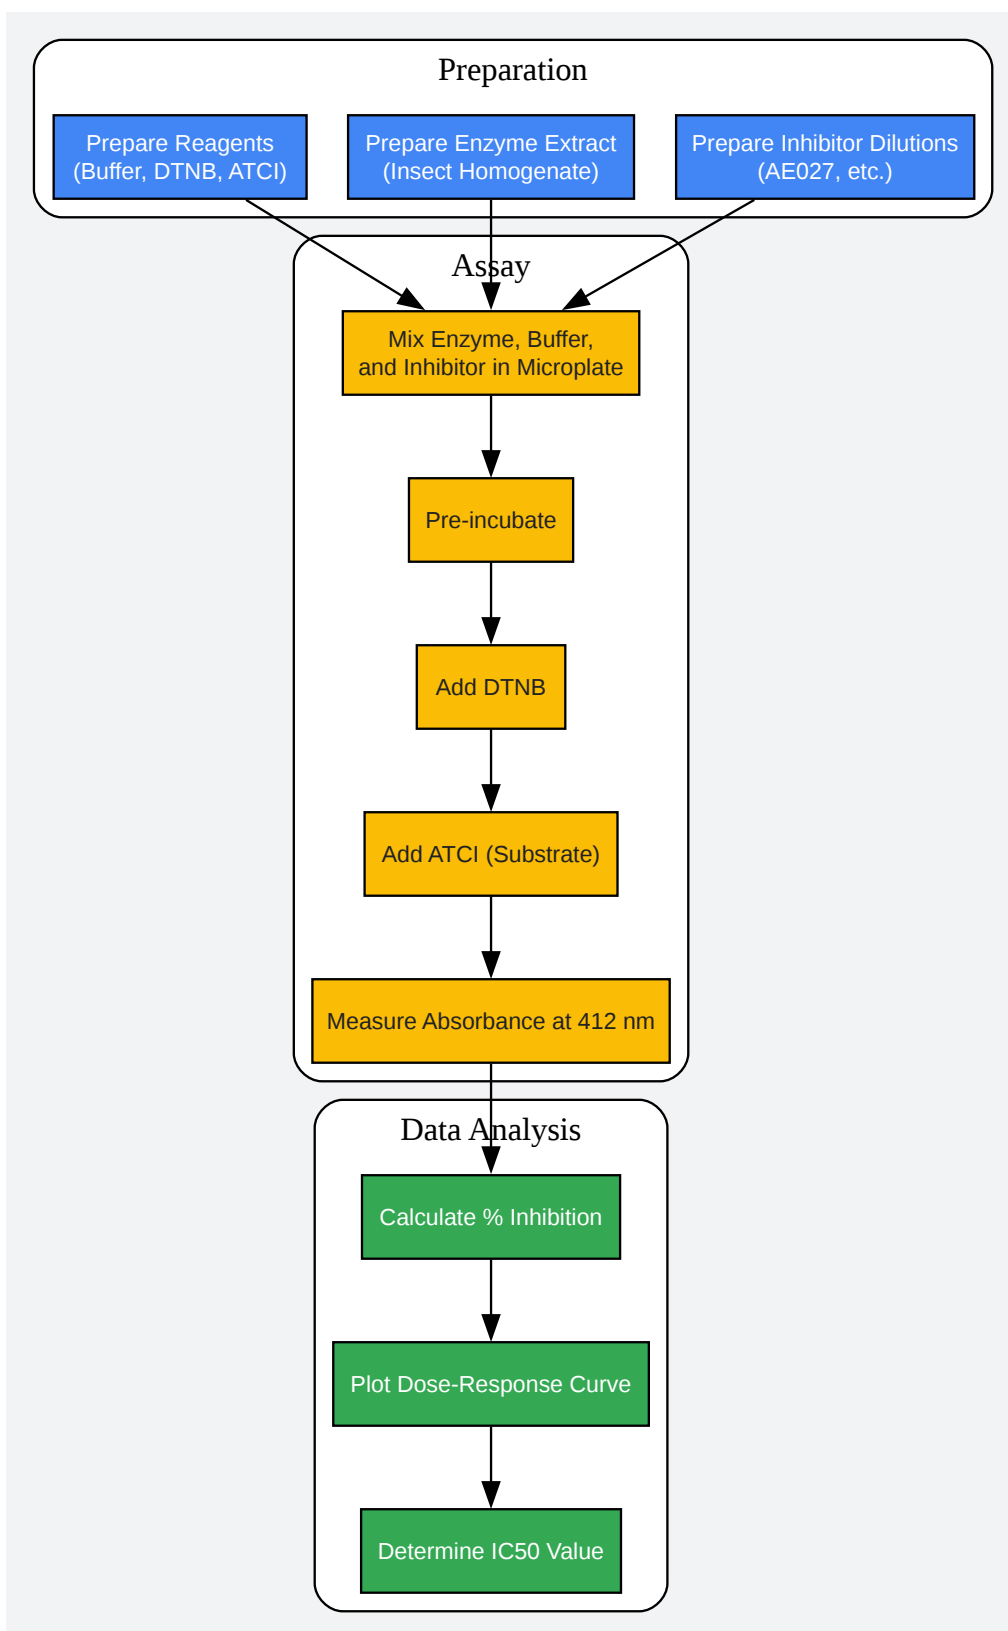 Preparation
Prepare Reagents
(Buffer, DTNB, ATCI)
Prepare Enzyme Extract
(Insect Homogenate)
Prepare Inhibitor Dilutions
(AE027, etc.)
Assay
Mix Enzyme, Buffer,
and Inhibitor in Microplate
Pre-incubate
Add DTNB
Add ATCI (Substrate)
Measure Absorbance at 412 nm
Data Analysis
Calculate % Inhibition
Plot Dose-Response Curve
Determine IC50 Value